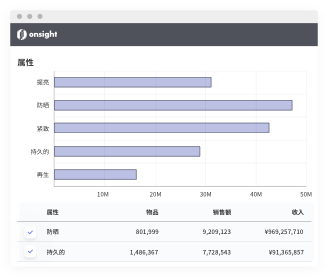 onsight
属性
提亮
防晒
紧致
持久的
再生
10M 20M 30M 40M 50M
属性 物品 销售额 收入
防晒 801,999 9,209,123 ¥969,257,710
持久的 1,486,367 7,728,543 ¥91,365,857